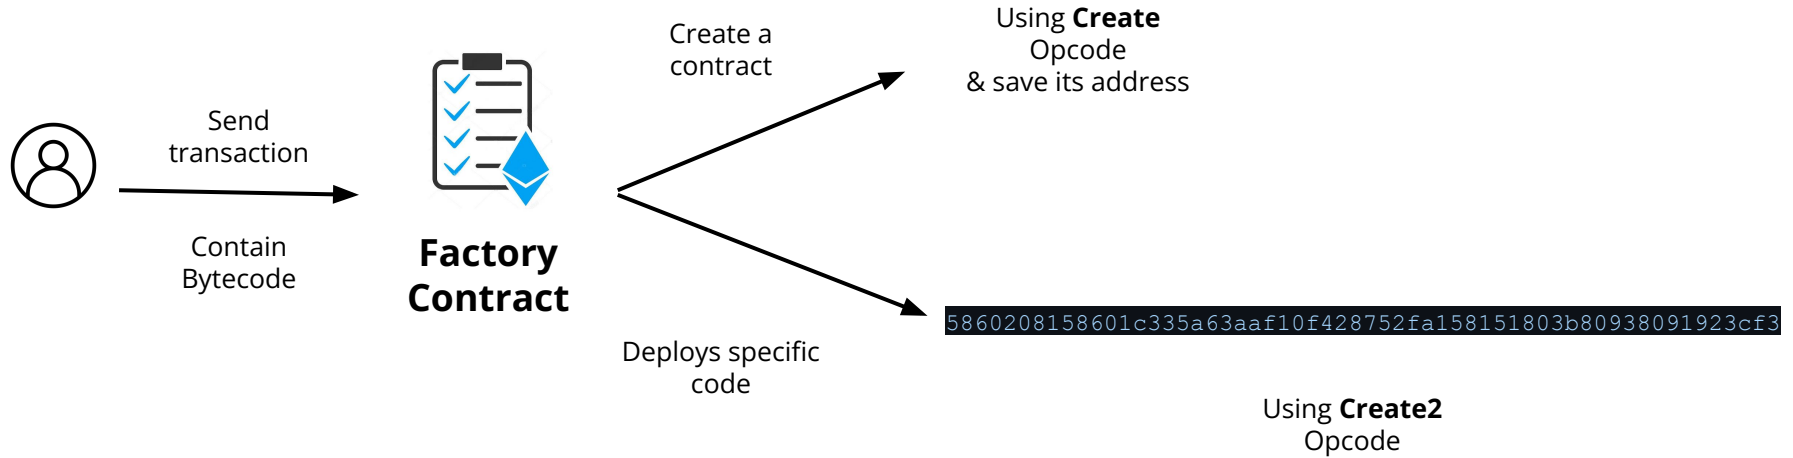 Send
transaction
Contain
Bytecode
Factory
Contract
Create a
contract
Using Create
Opcode
& save its address
Deploys specific
code
5860208158601c335a63aaf10f428752fa158151803b80938091923cf3
Using Create2
Opcode